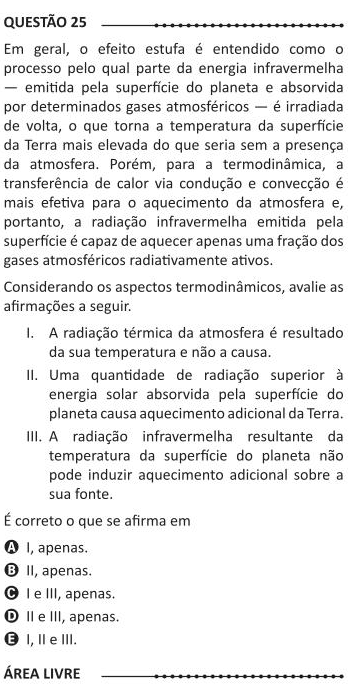 QUESTÃO 25
Em geral, o efeito estufa é entendido como o
processo pelo qual parte da energia infravermelha
— emitida pela superfície do planeta e absorvida
por determinados gases atmosféricos — é irradiada
de volta, o que torna a temperatura da superfície
da Terra mais elevada do que seria sem a presença
da atmosfera. Porém, para a termodinâmica, a
transferência de calor via condução e convecção é
mais efetiva para o aquecimento da atmosfera e,
portanto, a radiação infravermelha emitida pela
superfície é capaz de aquecer apenas uma fração dos
gases atmosféricos radiativamente ativos.
Considerando os aspectos termodinâmicos, avalie as
afirmações a seguir.
I. A radiação térmica da atmosfera é resultado
da sua temperatura e não a causa.
II. Uma quantidade de radiação superior à
energia solar absorvida pela superfície do
planeta causa aquecimento adicional da Terra.
III. A radiação infravermelha resultante da
temperatura da superfície do planeta não
pode induzir aquecimento adicional sobre a
sua fonte.
É correto o que se afirma em
A I, apenas.
B II, apenas.
C I e III, apenas.
D II e III, apenas.
E I, II e III.
ÁREA LIVRE